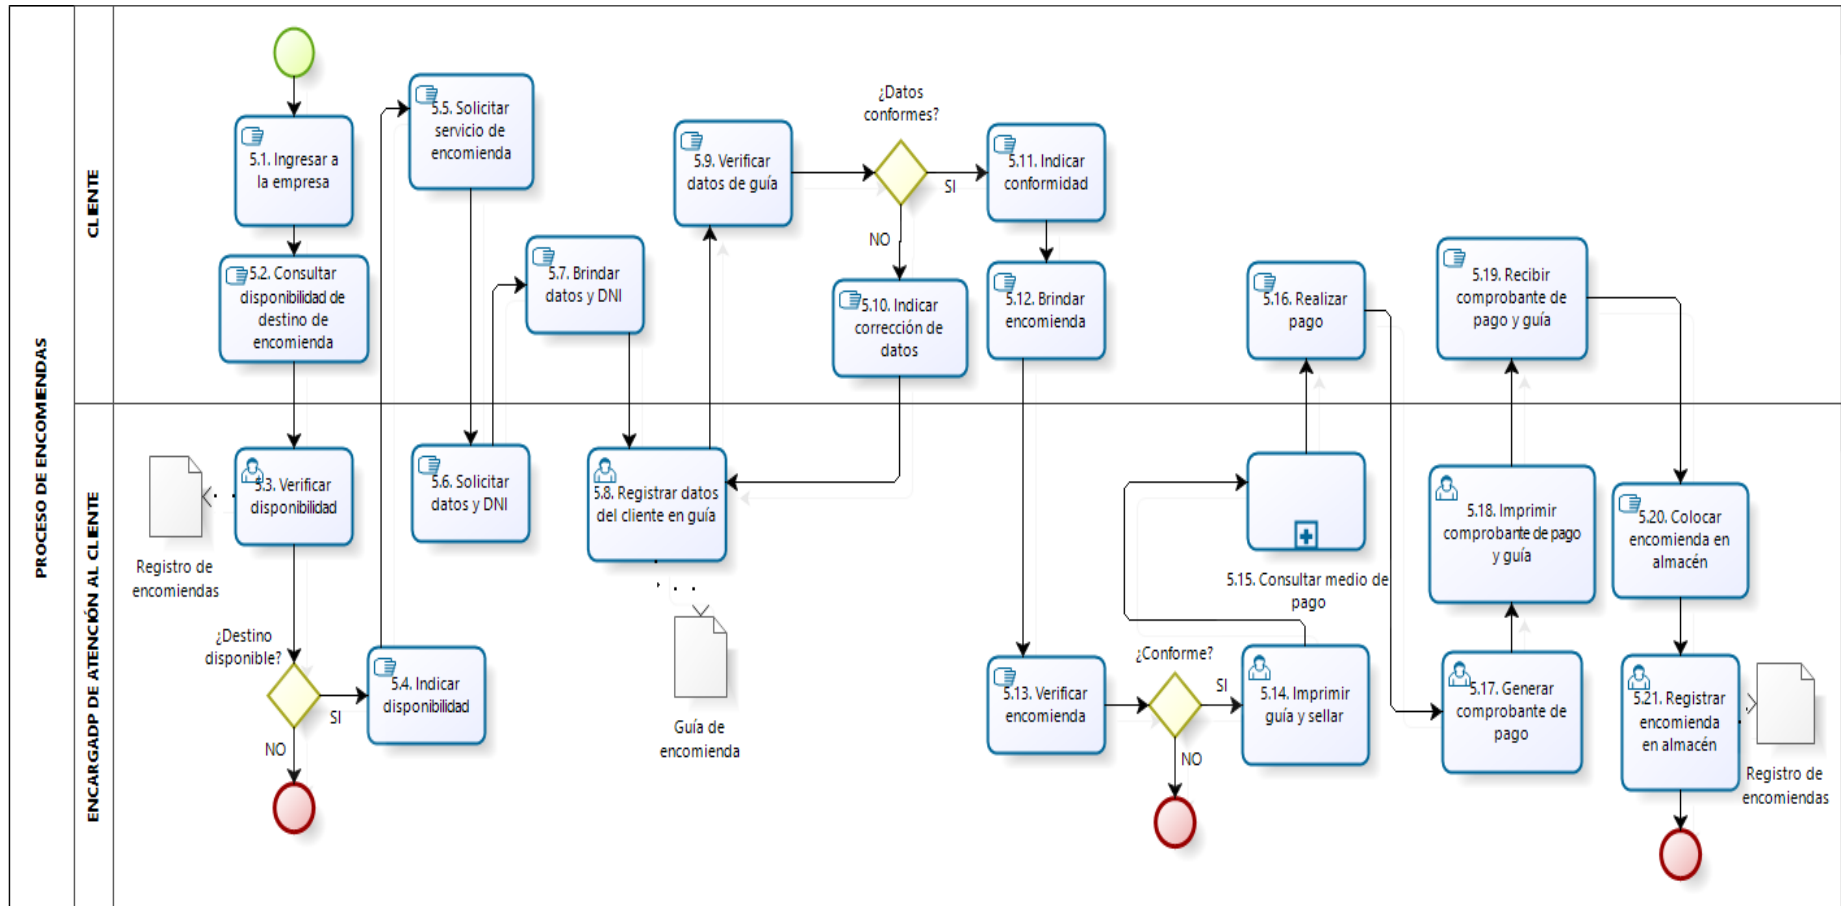 PROCESO DE ENCOMIENDAS
CLIENTE
5.1. Ingresar a
la empresa
5.2. Consultar
disponibilidad de
destino de
encomienda
5.5. Solicitar
servicio de
encomienda
5.7. Brindar
datos y DNI
5.9. Verificar
datos de guía
¿Datos
conformes?
SI
NO
5.10. Indicar
corrección de
datos
5.11. Indicar
conformidad
5.12. Brindar
encomienda
5.16. Realizar
pago
5.19. Recibir
comprobante de
pago y guía
ENCARGADP DE ATENCIÓN AL CLIENTE
Registro de
encomiendas
5.3. Verificar
disponibilidad
¿Destino
disponible?
SI
NO
5.4. Indicar
disponibilidad
5.6. Solicitar
datos y DNI
5.8. Registrar datos
del cliente en guía
Guía de
encomienda
5.13. Verificar
encomienda
¿Conforme?
SI
NO
5.14. Imprimir
guía y sellar
5.15. Consultar medio de
pago
5.17. Generar
comprobante de
pago
5.18. Imprimir
comprobante de pago
y guía
5.20. Colocar
encomienda en
almacén
5.21. Registrar
encomienda
en almacén
Registro de
encomiendas